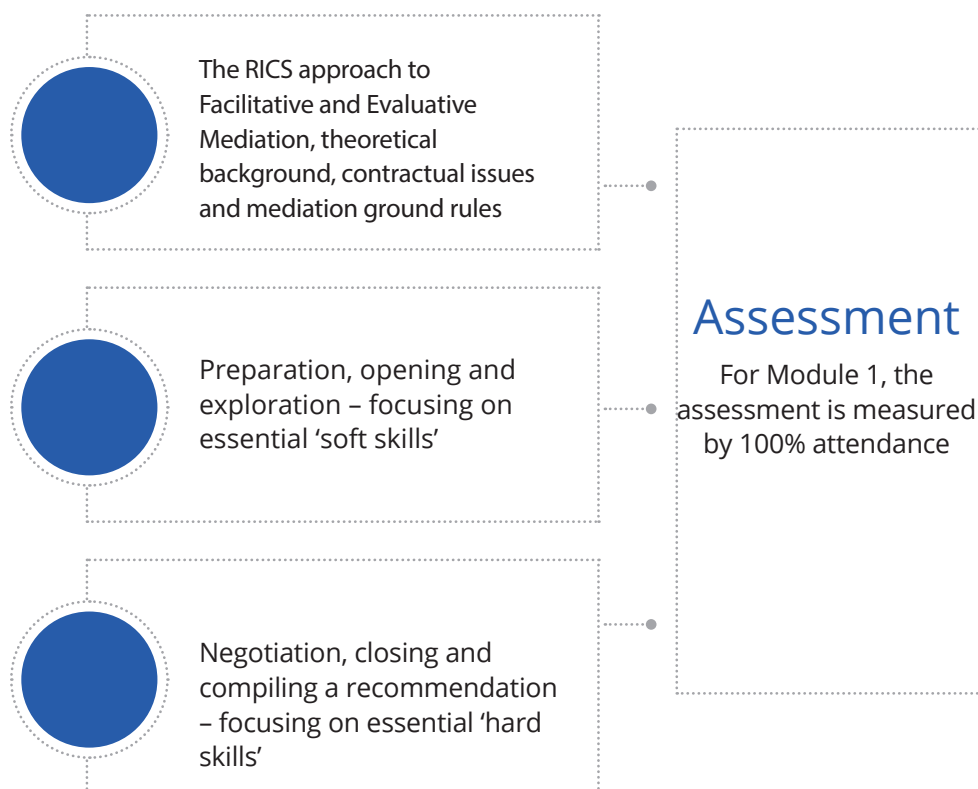 The RICS approach to
Facilitative and Evaluative
Mediation, theoretical
background, contractual issues
and mediation ground rules
Preparation, opening and
exploration – focusing on
essential ‘soft skills’
Negotiation, closing and
compiling a recommendation
– focusing on essential ‘hard
skills’
Assessment
For Module 1, the
assessment is measured
by 100% attendance